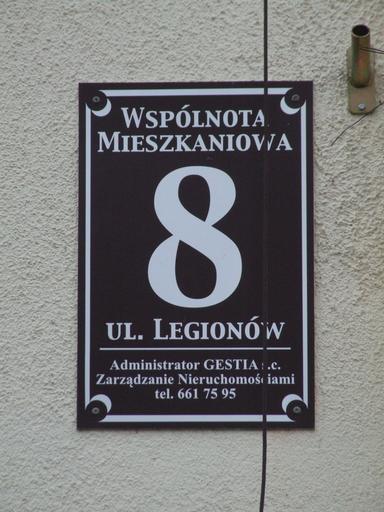 WSPÓLNOTA
MIESZKANIOWA
8
UL. LEGIONÓW
Administrator GESTIA s.c.
Zarządzanie Nieruchomościami
tel. 661 75 95